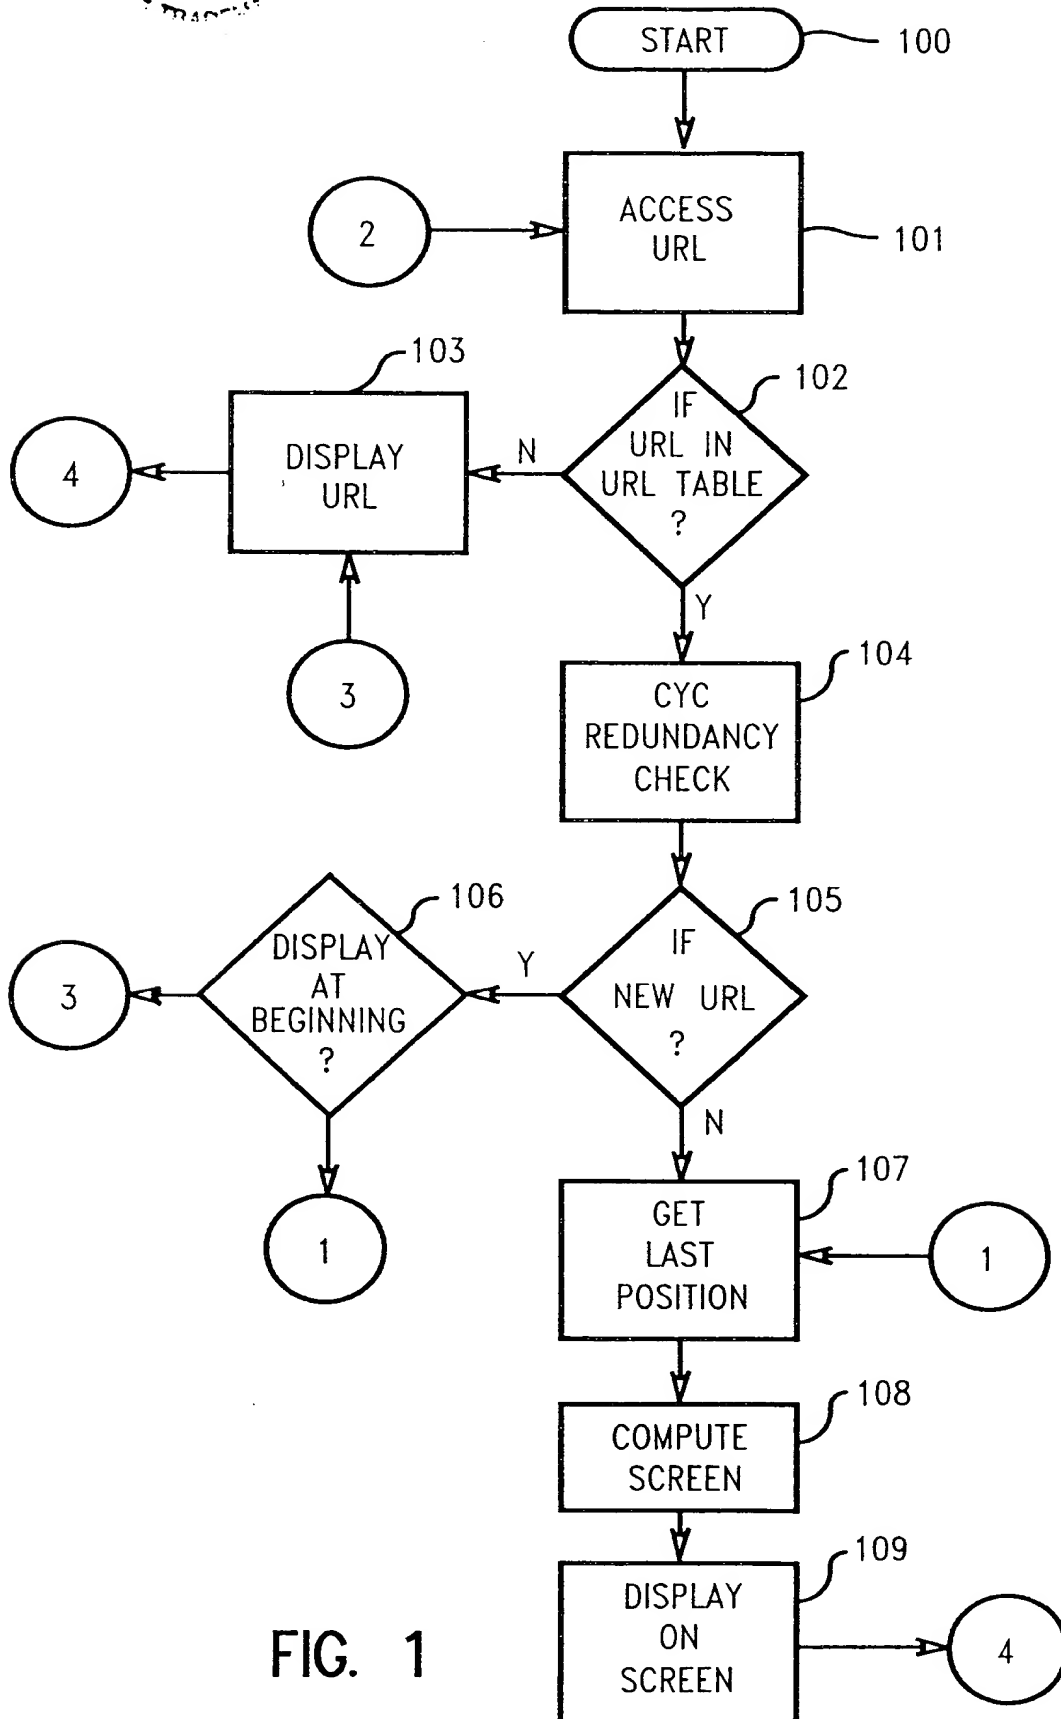 START
100
ACCESS
URL
101
2
103
102
IF
URL IN
URL TABLE
?
N
DISPLAY
URL
4
Y
3
104
CYC
REDUNDANCY
CHECK
106
105
IF
NEW URL
?
Y
DISPLAY
AT
BEGINNING
?
3
N
1
107
GET
LAST
POSITION
1
108
COMPUTE
SCREEN
109
DISPLAY
ON
SCREEN
4
FIG. 1